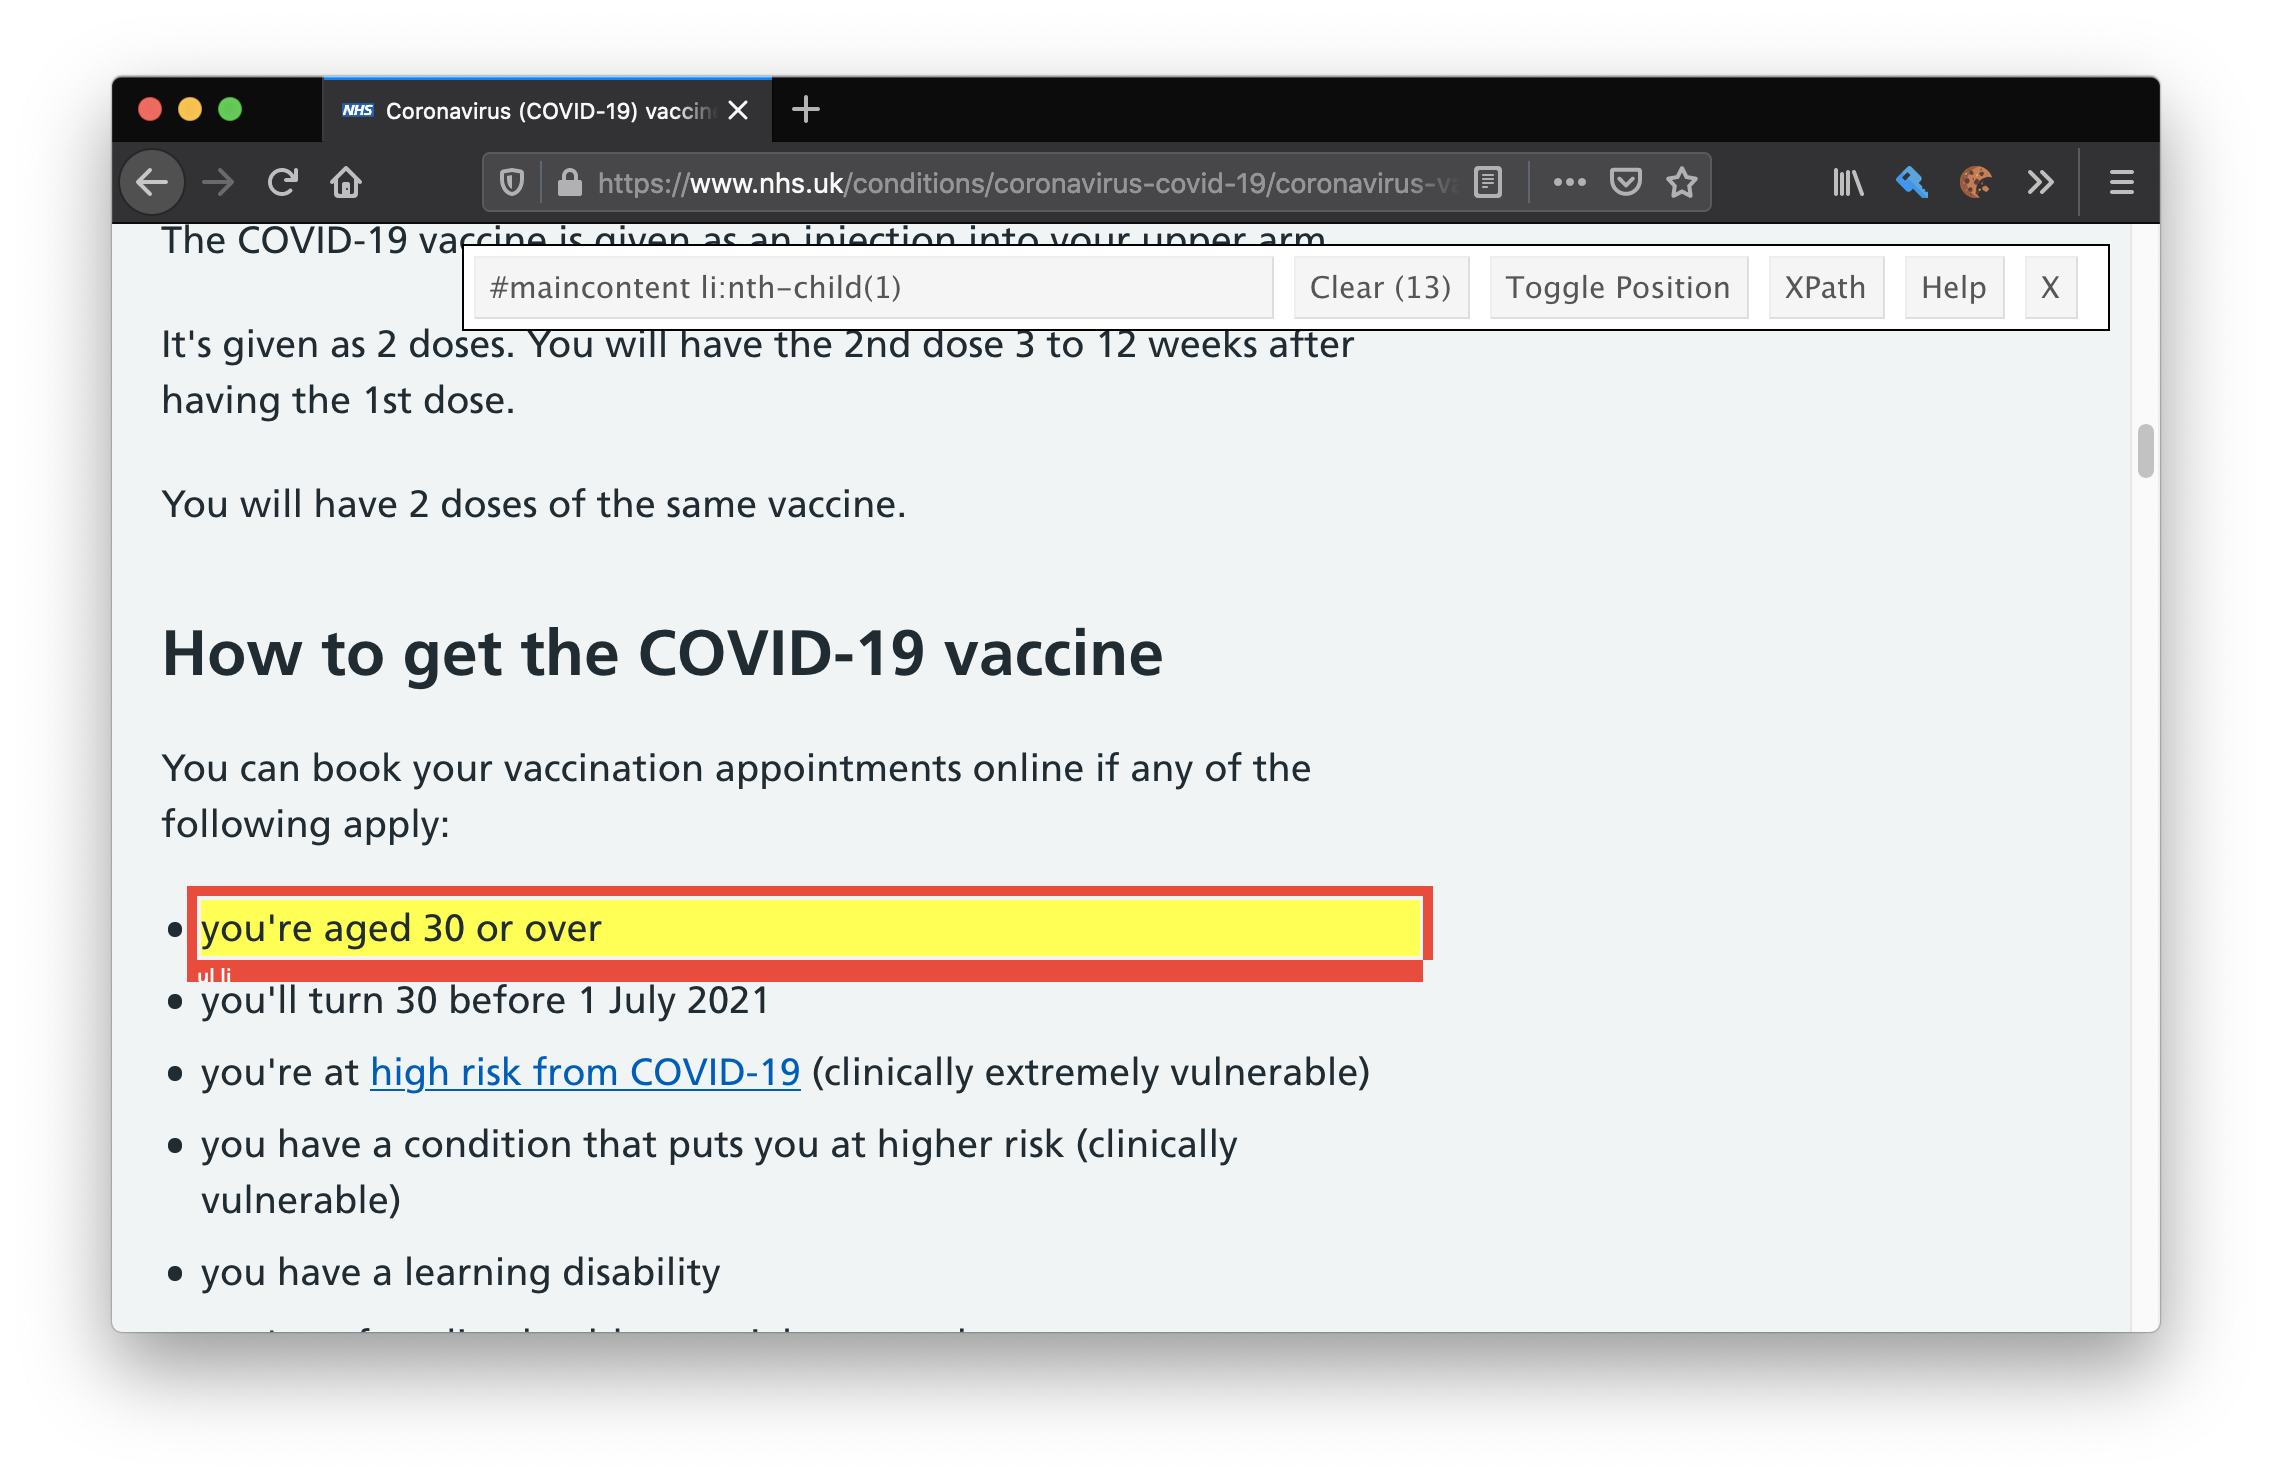 NHS Coronavirus (COVID-19) vaccin
https://www.nhs.uk/conditions/coronavirus-covid-19/coronavirus-va
The COVID-19 vaccine is given as an injection into your upper arm
#maincontent li:nth-child(1) Clear (13) Toggle Position XPath Help X
It's given as 2 doses. You will have the 2nd dose 3 to 12 weeks after
having the 1st dose.
You will have 2 doses of the same vaccine.
How to get the COVID-19 vaccine
You can book your vaccination appointments online if any of the
following apply:
• you're aged 30 or over
ul li
• you'll turn 30 before 1 July 2021
• you're at high risk from COVID-19 (clinically extremely vulnerable)
• you have a condition that puts you at higher risk (clinically
vulnerable)
• you have a learning disability